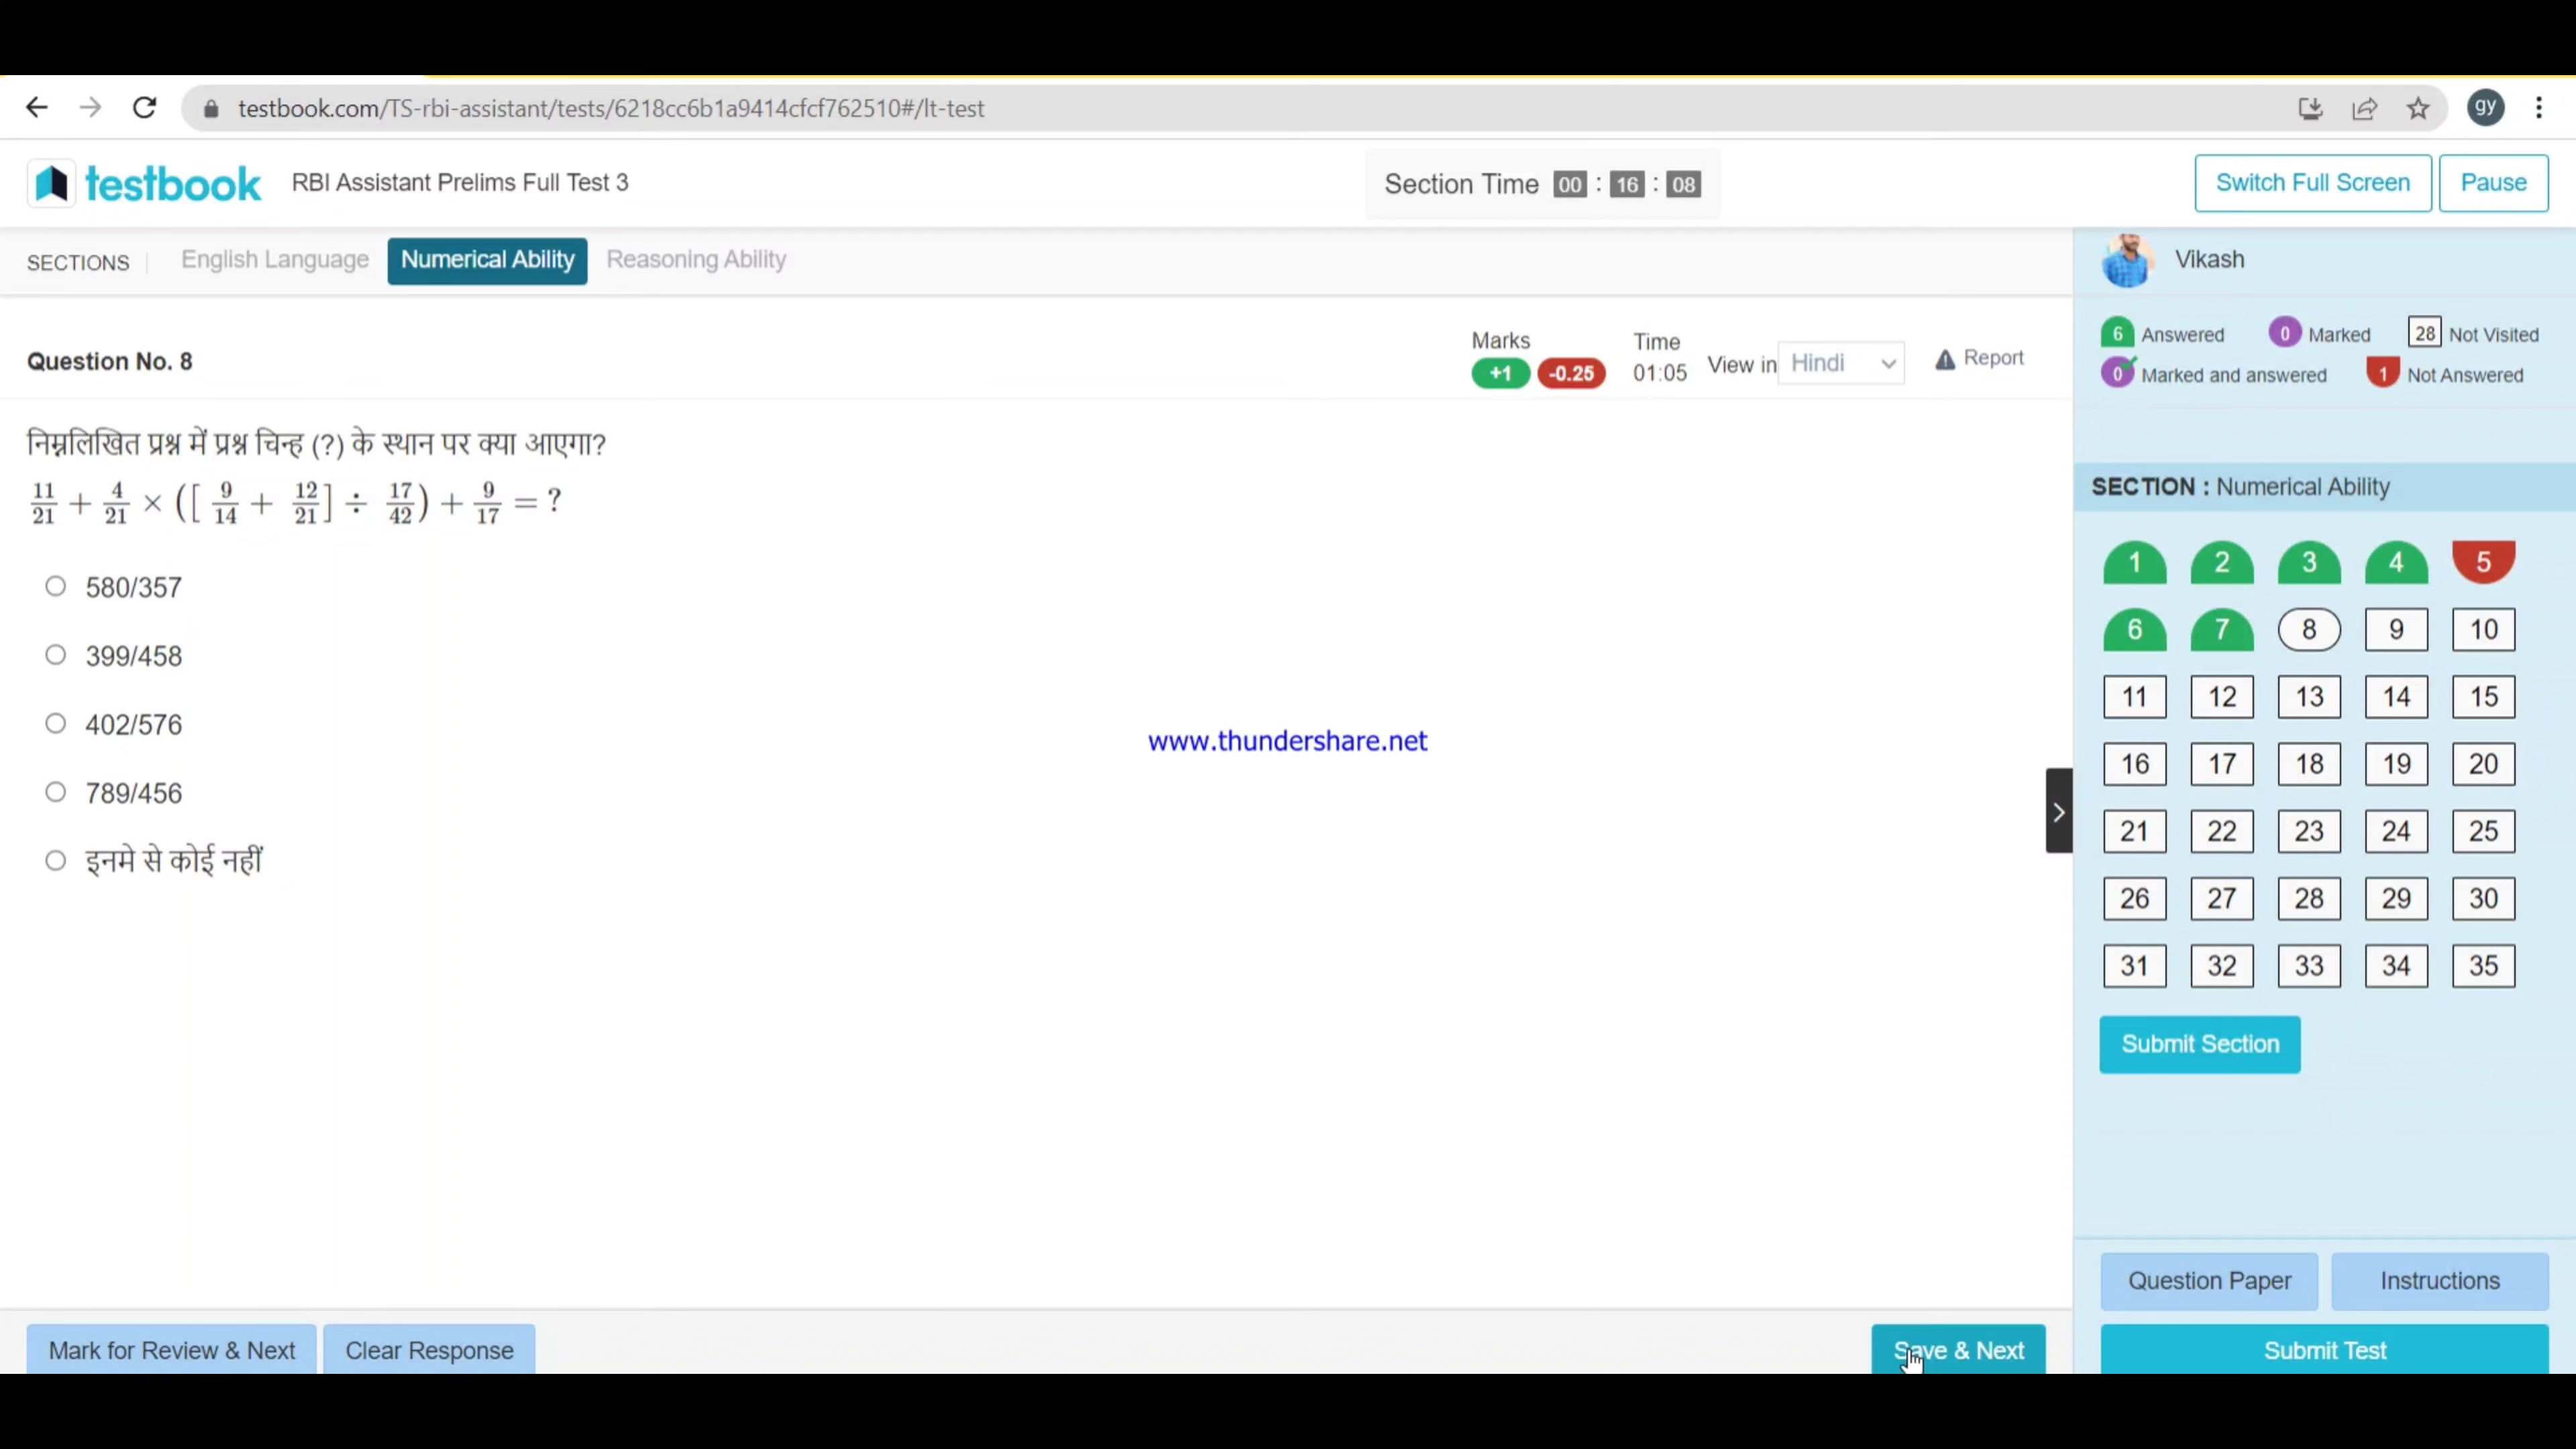 testbook.com/TS-rbi-assistant/tests/6218cc6b1a9414cfcf762510#/lt-test
gy
testbook RBI Assistant Prelims Full Test 3
Section Time 00 : 16 : 08
Switch Full Screen Pause
SECTIONS English Language Numerical Ability Reasoning Ability
Vikash
6 Answered 0 Marked 28 Not Visited
0 Marked and answered 1 Not Answered
Question No. 8
Marks +1 -0.25
Time 01:05
View in Hindi
Report
निम्नलिखित प्रश्न में प्रश्न चिन्ह (?) के स्थान पर क्या आएगा?
11/21 + 4/21 × ([ 9/14 + 12/21 ] ÷ 17/42) + 9/17 = ?
580/357
399/458
402/576
789/456
इनमे से कोई नहीं
www.thundershare.net
SECTION : Numerical Ability
1 2 3 4 5
6 7 8 9 10
11 12 13 14 15
16 17 18 19 20
21 22 23 24 25
26 27 28 29 30
31 32 33 34 35
Submit Section
Question Paper Instructions
Mark for Review & Next Clear Response Save & Next
Submit Test